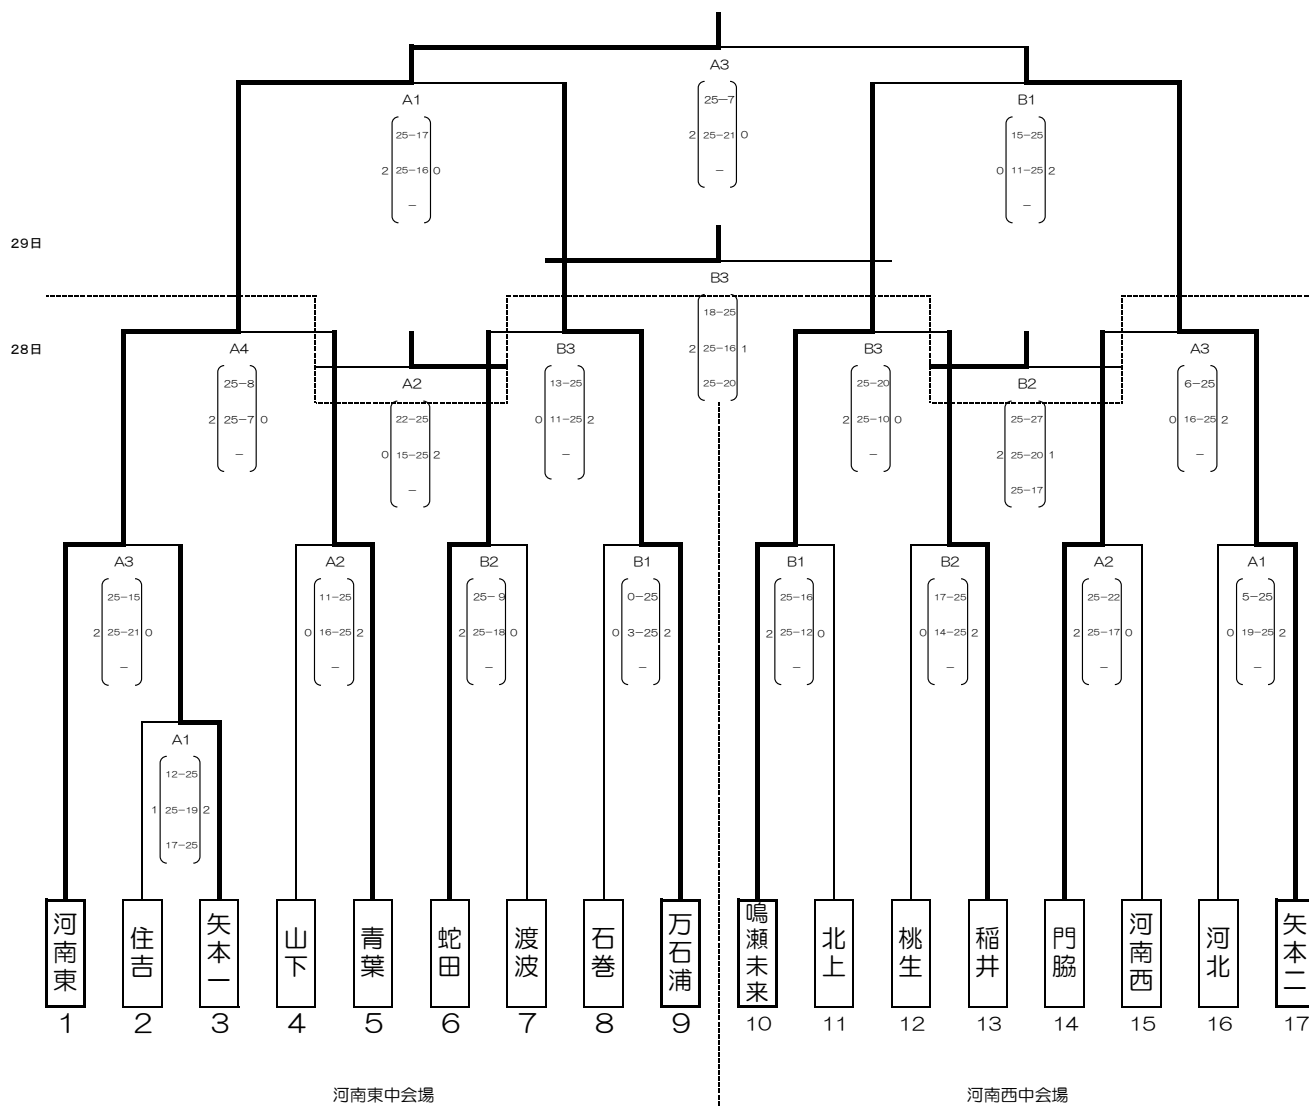 A3
25-7
2 25-21 0
-
A1
25-17
2 25-16 0
-
B1
15-25
0 11-25 2
-
29日
B3
18-25
2 25-16 1
25-20
28日
A4
25-8
2 25-7 0
-
A2
22-25
0 15-25 2
-
B3
13-25
0 11-25 2
-
B3
25-20
2 25-10 0
-
B2
25-27
2 25-20 1
25-17
A3
6-25
0 16-25 2
-
A3
25-15
2 25-21 0
-
A2
11-25
0 16-25 2
-
B2
25-9
2 25-18 0
-
B1
0-25
0 3-25 2
-
B1
25-16
2 25-12 0
-
B2
17-25
0 14-25 2
-
A2
25-22
2 25-17 0
-
A1
5-25
0 19-25 2
-
A1
12-25
1 25-19 2
17-25
河南東
住吉
矢本一
山下
青葉
蛇田
渡波
石巻
万石浦
鳴瀬未来
北上
桃生
稲井
門脇
河南西
河北
矢本二
1 2 3 4 5 6 7 8 9 10 11 12 13 14 15 16 17
河南東中会場
河南西中会場